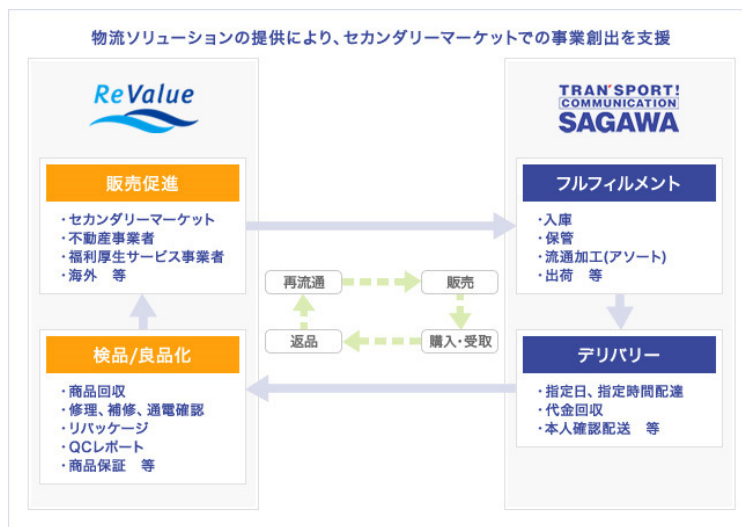 物流ソリューションの提供により、セカンダリーマーケットでの事業創出を支援
ReValue
販売促進
・セカンダリーマーケット
・不動産事業者
・福利厚生サービス事業者
・海外 等
検品/良品化
・商品回収
・修理、補修、通電確認
・リパッケージ
・QCレポート
・商品保証 等
再流通
販売
返品
購入・受取
TRANSPORT!
COMMUNICATION
SAGAWA
フルフィルメント
・入庫
・保管
・流通加工(アソート)
・出荷 等
デリバリー
・指定日、指定時間配達
・代金回収
・本人確認配送 等